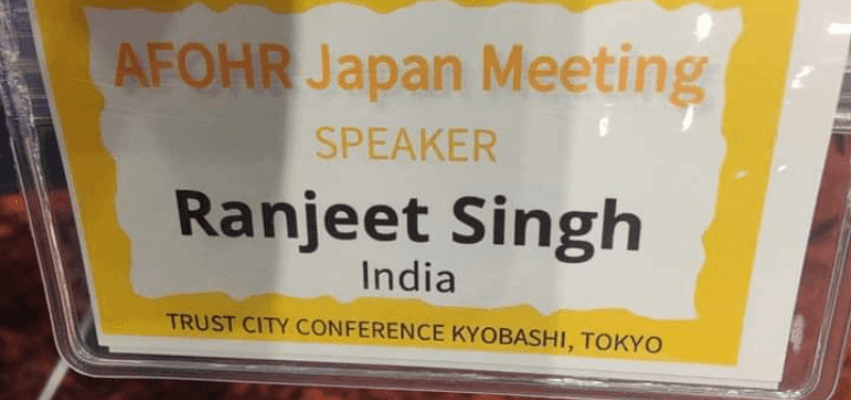 AFOHR Japan Meeting
SPEAKER
Ranjeet Singh
India
TRUST CITY CONFERENCE KYOBASHI, TOKYO